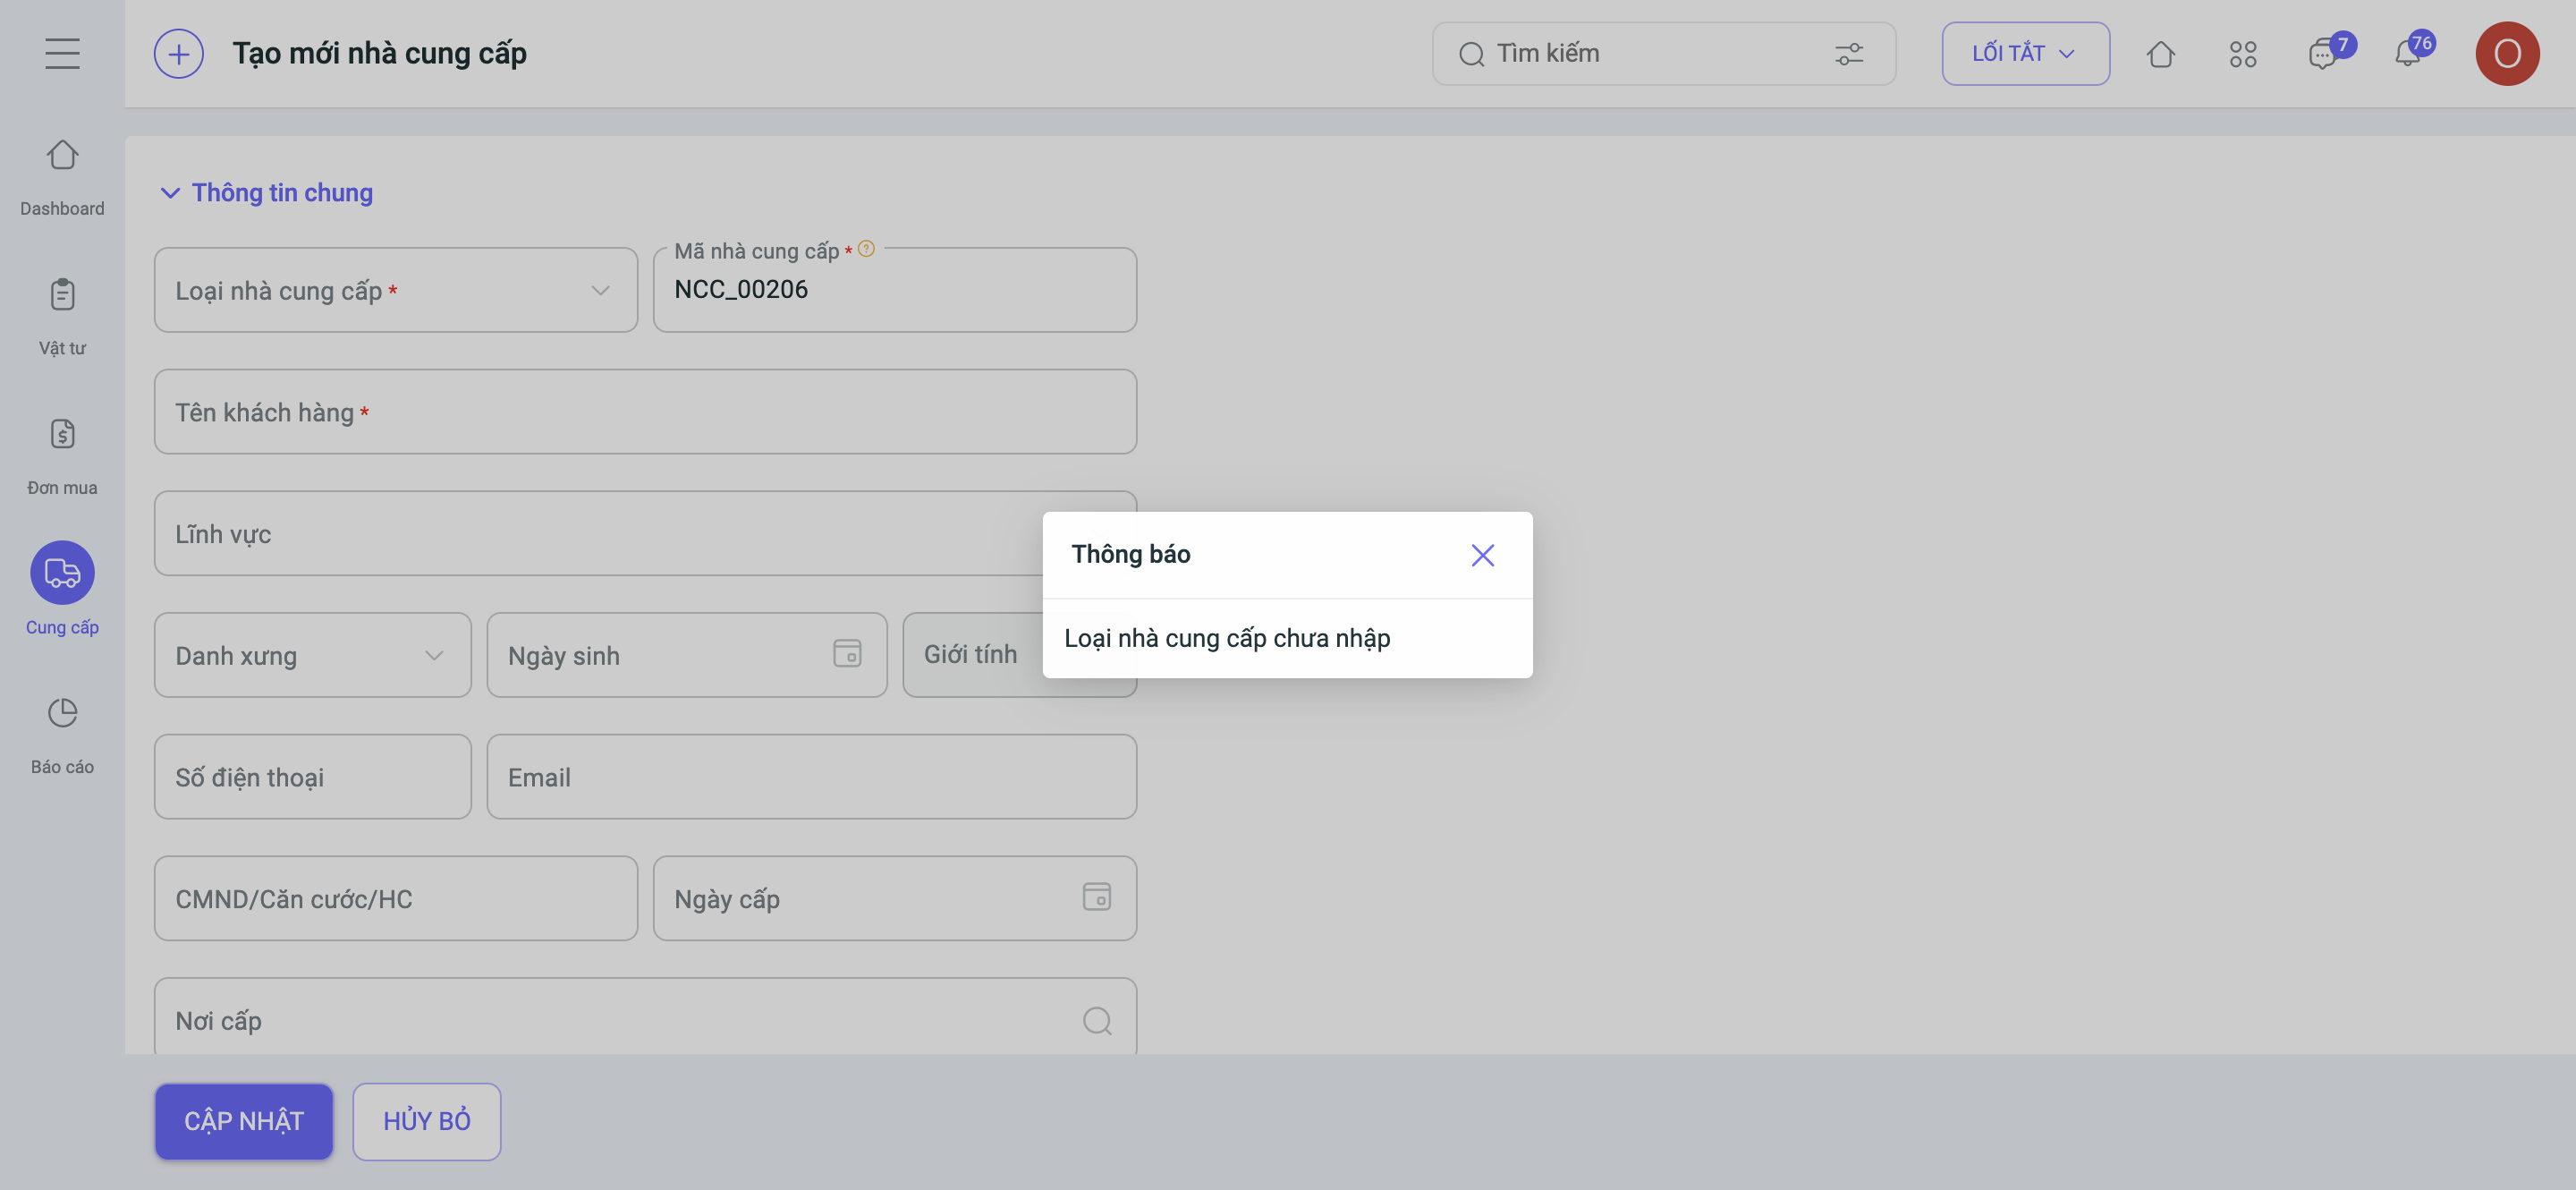 Tạo mới nhà cung cấp
Tìm kiếm
LỐI TẮT
7
76
O
Dashboard
Vật tư
Đơn mua
Cung cấp
Báo cáo
Thông tin chung
Loại nhà cung cấp *
Mã nhà cung cấp * ?
NCC_00206
Tên khách hàng *
Lĩnh vực
Danh xưng
Ngày sinh
Giới tính
Số điện thoại
Email
CMND/Căn cước/HC
Ngày cấp
Nơi cấp
Thông báo
Loại nhà cung cấp chưa nhập
CẬP NHẬT
HỦY BỎ